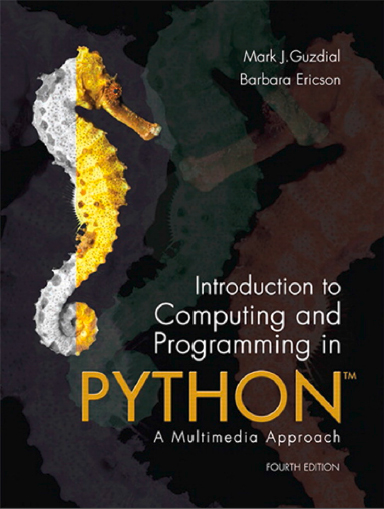 Mark J. Guzdial
Barbara Ericson
Introduction to
Computing and
Programming in
PYTHON™
A Multimedia Approach
FOURTH EDITION